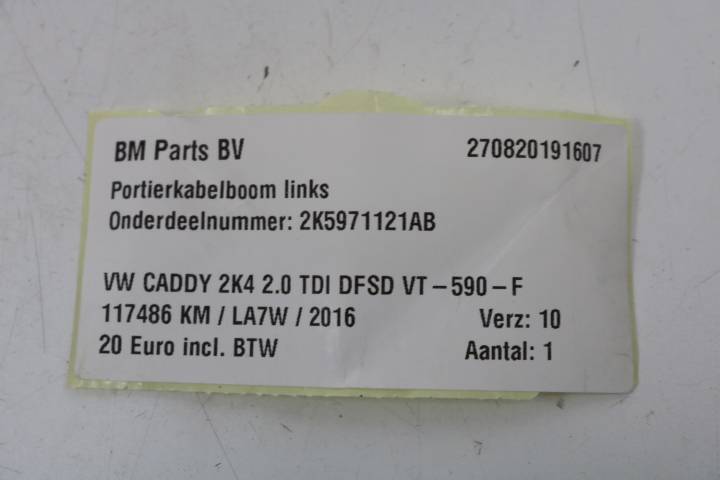 BM Parts BV 270820191607
Portierkabelboom links
Onderdeelnummer: 2K5971121AB
VW CADDY 2K4 2.0 TDI DFSD VT-590-F
117486 KM / LA7W / 2016 Verz: 10
20 Euro incl. BTW Aantal: 1